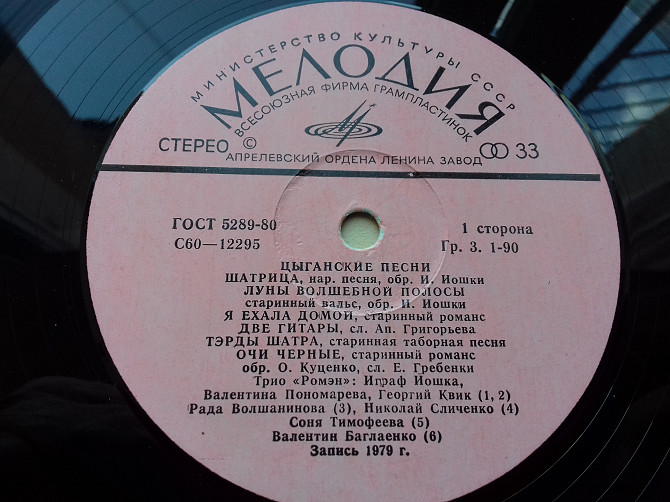 МИНИСТЕРСТВО КУЛЬТУРЫ СССР
МЕЛОДИЯ
ВСЕСОЮЗНАЯ ФИРМА ГРАМПЛАСТИНОК
СТЕРЕО © 33
АПРЕЛЕВСКИЙ ОРДЕНА ЛЕНИНА ЗАВОД
ГОСТ 5289-80 1 сторона
С60—12295 Гр. 3. 1-90
ЦЫГАНСКИЕ ПЕСНИ
ШАТРИЦА, нар. песня, обр. И. Иошки
ЛУНЫ ВОЛШЕБНОЙ ПОЛОСЫ
старинный вальс, обр. И. Иошки
Я ЕХАЛА ДОМОЙ, старинный романс
ДВЕ ГИТАРЫ, сл. Ап. Григорьева
ТЭРДЫ ШАТРА, старинная таборная песня
ОЧИ ЧЕРНЫЕ, старинный романс
обр. О. Куценко, сл. Е. Гребенки
Трио «Ромэн»: Играф Иошка,
Валентина Пономарева, Георгий Квик (1, 2)
Рада Волшанинова (3), Николай Сличенко (4)
Соня Тимофеева (5)
Валентин Баглаенко (6)
Запись 1979 г.